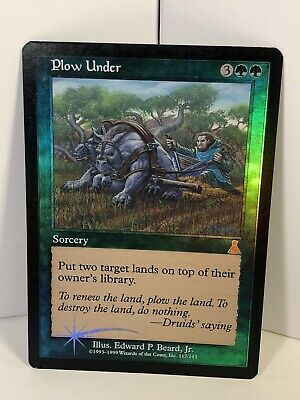 Plow Under 3
Sorcery
Put two target lands on top of their
owner's library.
To renew the land, plow the land. To
destroy the land, do nothing.
—Druids' saying
Illus. Edward P. Beard, Jr.
©1993–1999 Wizards of the Coast, Inc. 117/143